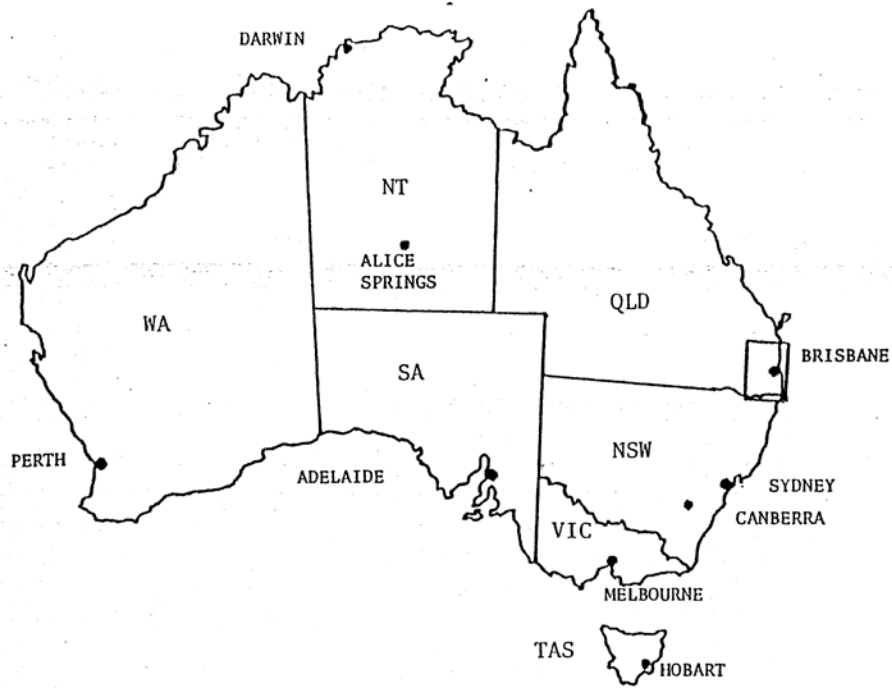 DARWIN
NT
ALICE
SPRINGS
QLD
WA
BRISBANE
SA
NSW
PERTH
ADELAIDE
SYDNEY
CANBERRA
VIC
MELBOURNE
TAS
HOBART